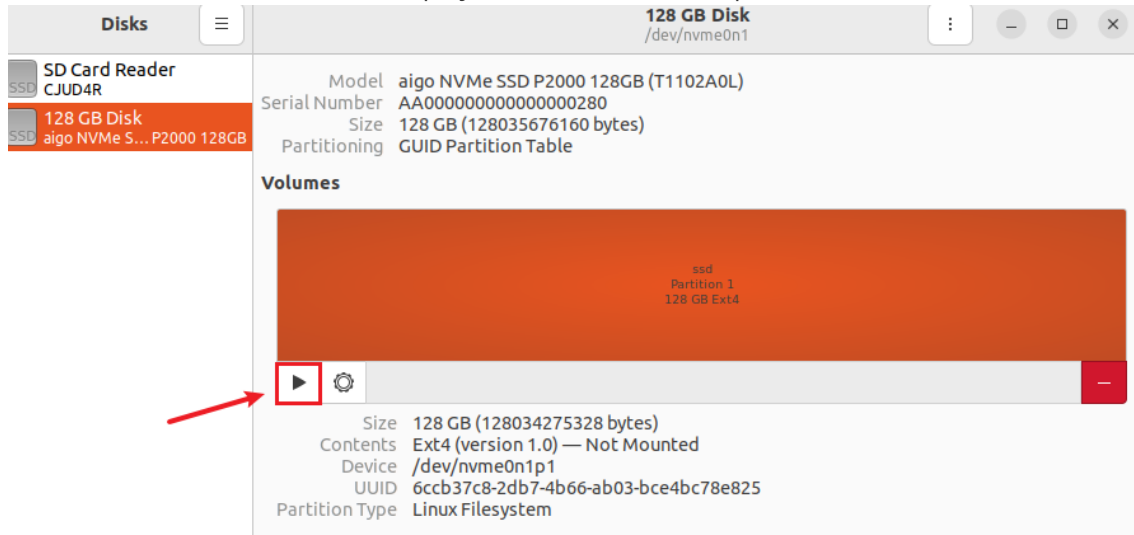 Disks
128 GB Disk
/dev/nvme0n1
SSD
SD Card Reader
CJUD4R
SSD
128 GB Disk
aigo NVMe S... P2000 128GB
Model aigo NVMe SSD P2000 128GB (T1102A0L)
Serial Number AA000000000000000280
Size 128 GB (128035676160 bytes)
Partitioning GUID Partition Table
Volumes
ssd
Partition 1
128 GB Ext4
Size 128 GB (128034275328 bytes)
Contents Ext4 (version 1.0) — Not Mounted
Device /dev/nvme0n1p1
UUID 6ccb37c8-2db7-4b66-ab03-bce4bc78e825
Partition Type Linux Filesystem